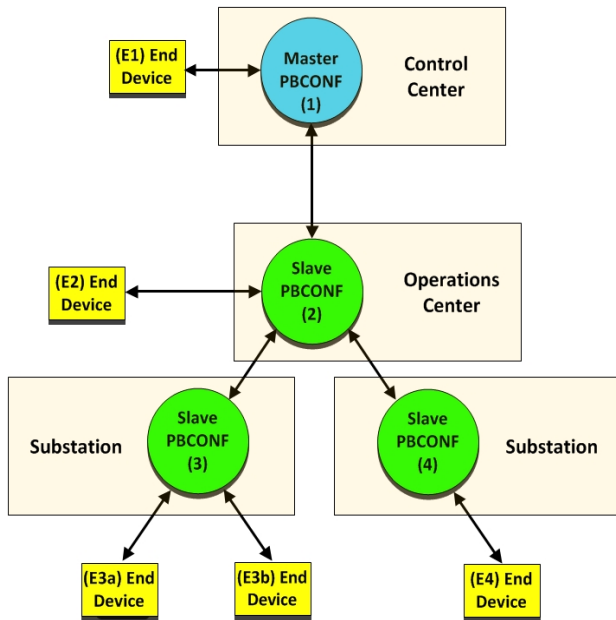 (E1) End
Device
Master
PBCONF
(1)
Control
Center
(E2) End
Device
Slave
PBCONF
(2)
Operations
Center
Substation
Slave
PBCONF
(3)
Slave
PBCONF
(4)
Substation
(E3a) End
Device
(E3b) End
Device
(E4) End
Device